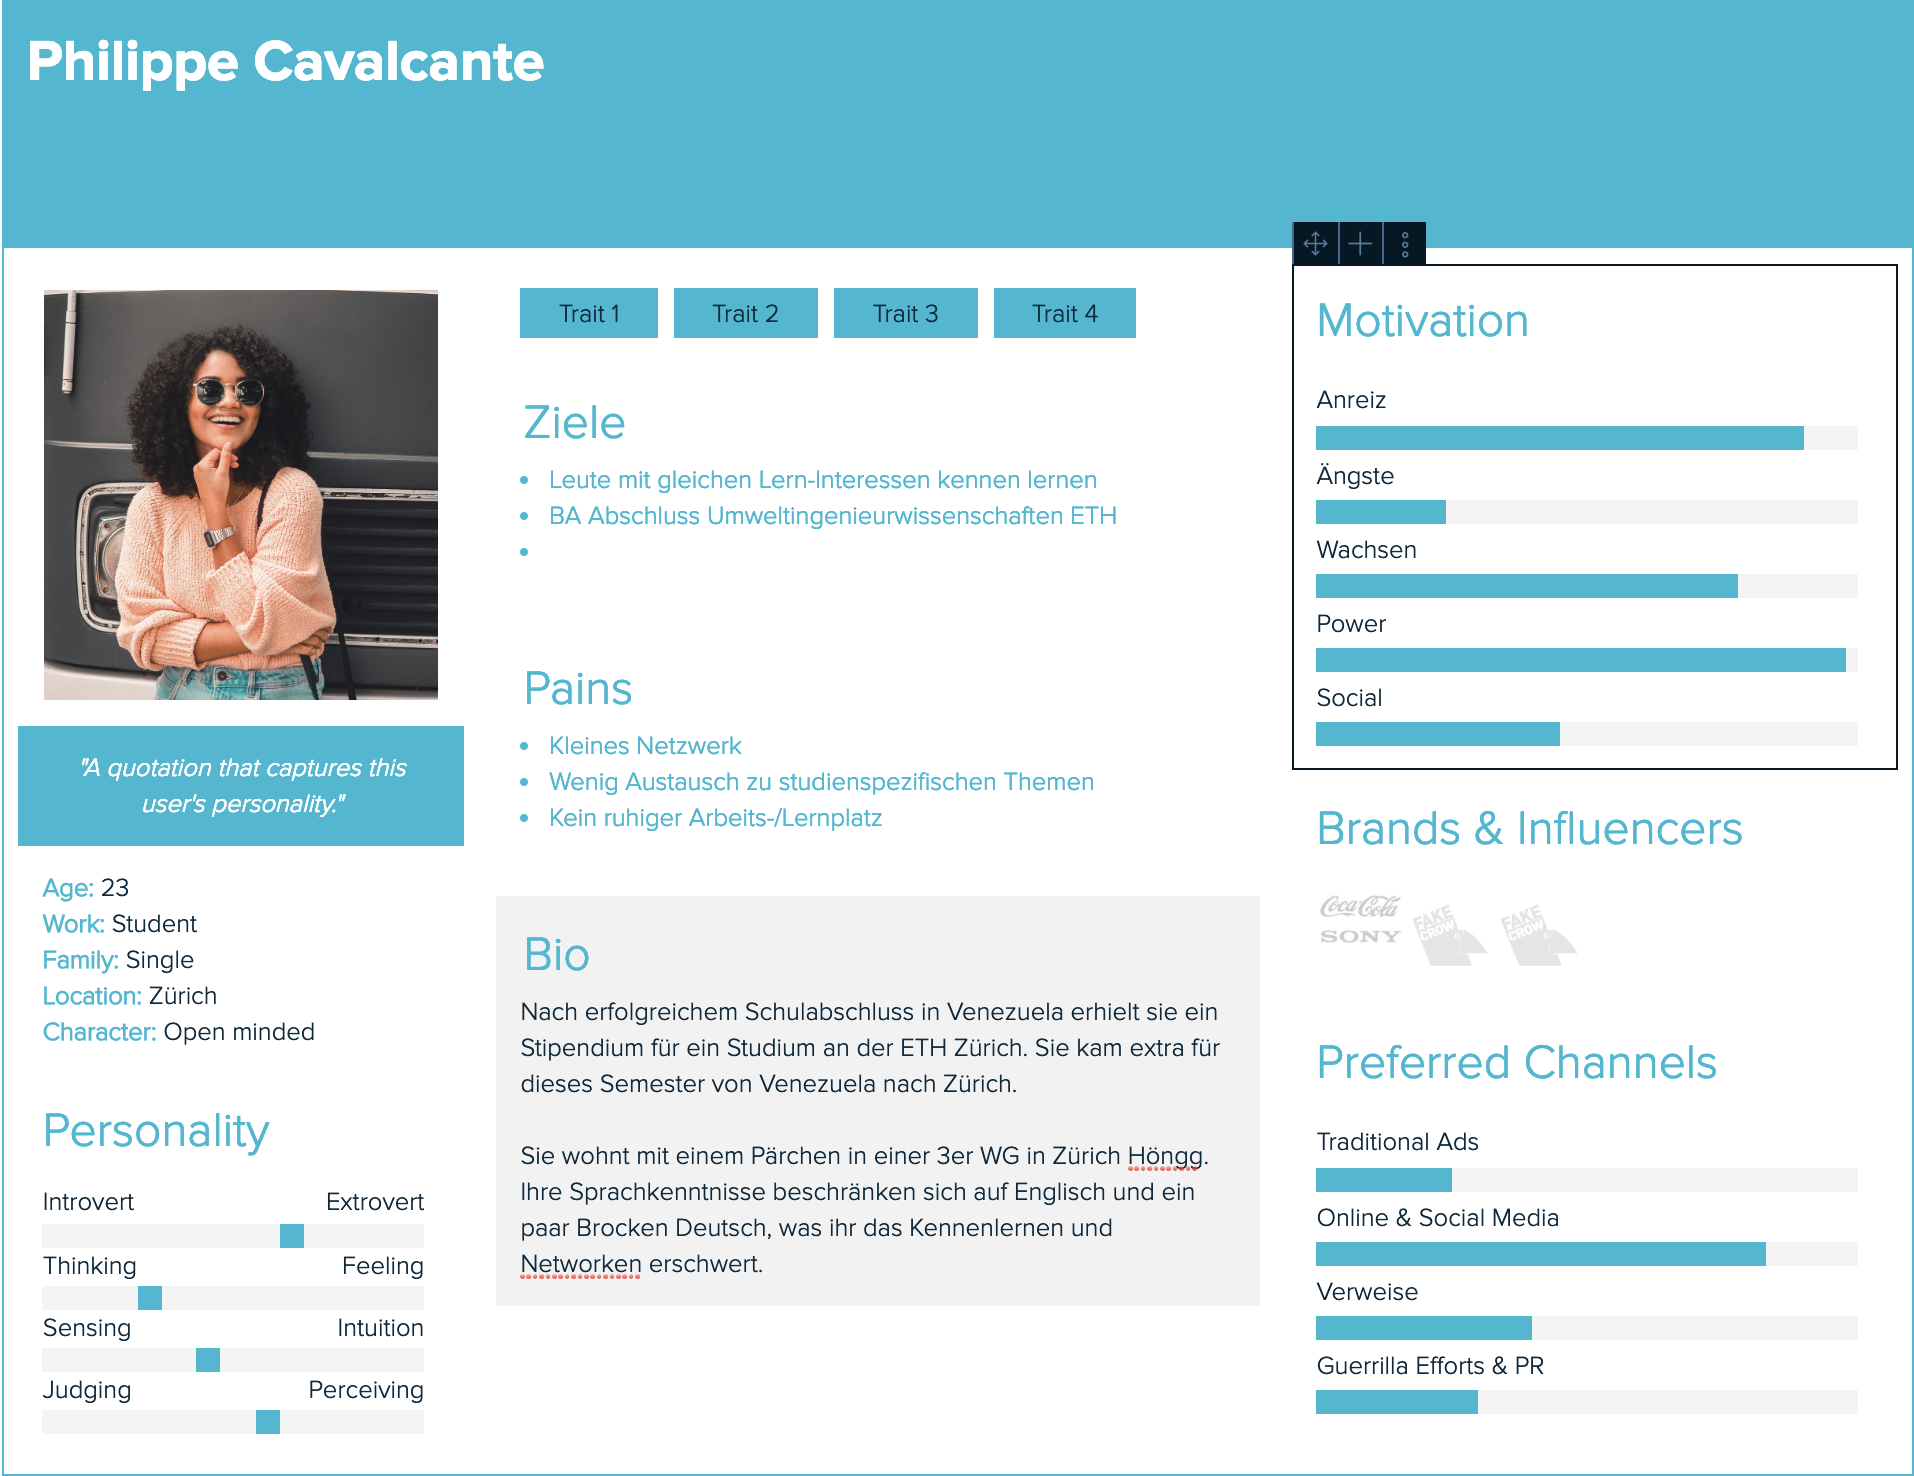 Philippe Cavalcante
"A quotation that captures this
user's personality."
Age: 23
Work: Student
Family: Single
Location: Zürich
Character: Open minded
Personality
Introvert Extrovert
Thinking Feeling
Sensing Intuition
Judging Perceiving
Trait 1 Trait 2 Trait 3 Trait 4
Ziele
• Leute mit gleichen Lern-Interessen kennen lernen
• BA Abschluss Umweltingenieurwissenschaften ETH
•
Pains
• Kleines Netzwerk
• Wenig Austausch zu studienspezifischen Themen
• Kein ruhiger Arbeits-/Lernplatz
Bio
Nach erfolgreichem Schulabschluss in Venezuela erhielt sie ein
Stipendium für ein Studium an der ETH Zürich. Sie kam extra für
dieses Semester von Venezuela nach Zürich.
Sie wohnt mit einem Pärchen in einer 3er WG in Zürich Höngg.
Ihre Sprachkenntnisse beschränken sich auf Englisch und ein
paar Brocken Deutsch, was ihr das Kennenlernen und
Networken erschwert.
Motivation
Anreiz
Ängste
Wachsen
Power
Social
Brands & Influencers
Coca-Cola
SONY
FAKE
CROW
FAKE
CROW
Preferred Channels
Traditional Ads
Online & Social Media
Verweise
Guerrilla Efforts & PR